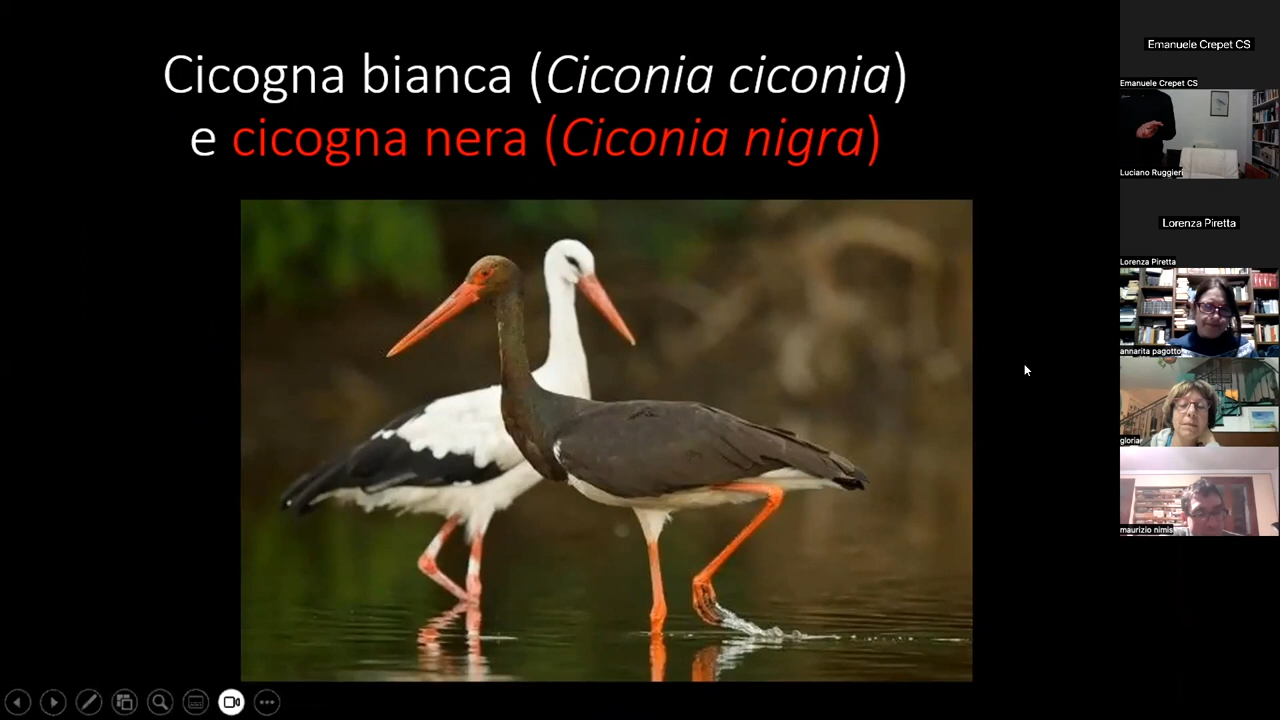 Cicogna bianca (Ciconia ciconia)
e cicogna nera (Ciconia nigra)
Emanuele Crepet CS
Emanuele Crepet CS
Luciano Ruggieri
Lorenza Piretta
Lorenza Piretta
annarita pagotto
gloria
maurizio nimis